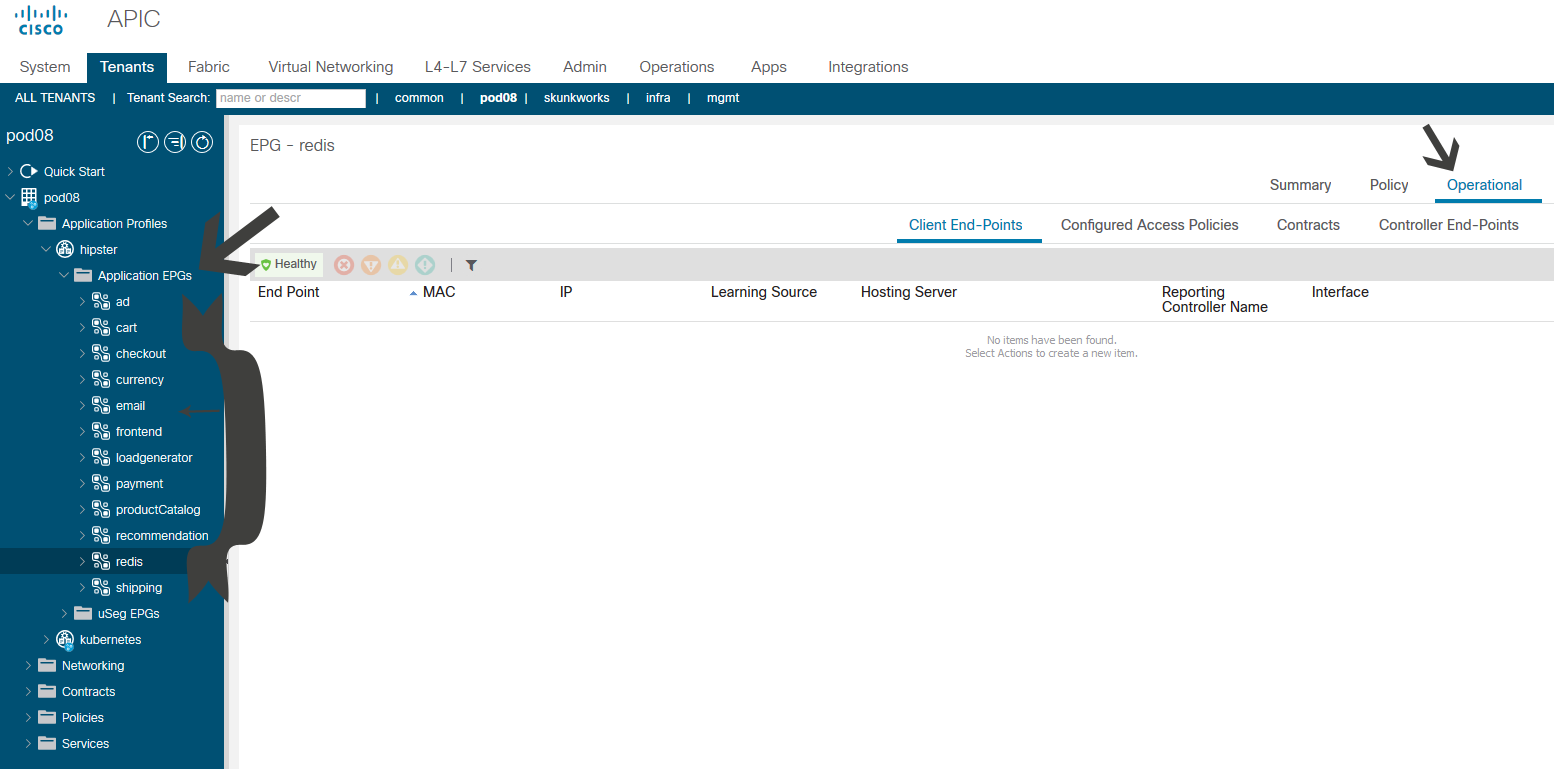 CISCO
APIC
System Tenants Fabric Virtual Networking L4-L7 Services Admin Operations Apps Integrations
ALL TENANTS | Tenant Search: name or descr | common | pod08 | skunkworks | infra | mgmt
pod08
Quick Start
pod08
Application Profiles
hipster
Application EPGs
ad
cart
checkout
currency
email
frontend
loadgenerator
payment
productCatalog
recommendation
redis
shipping
uSeg EPGs
kubernetes
Networking
Contracts
Policies
Services
EPG - redis
Summary Policy Operational
Client End-Points Configured Access Policies Contracts Controller End-Points
Healthy
End Point MAC IP Learning Source Hosting Server Reporting Interface
Controller Name
No items have been found.
Select Actions to create a new item.